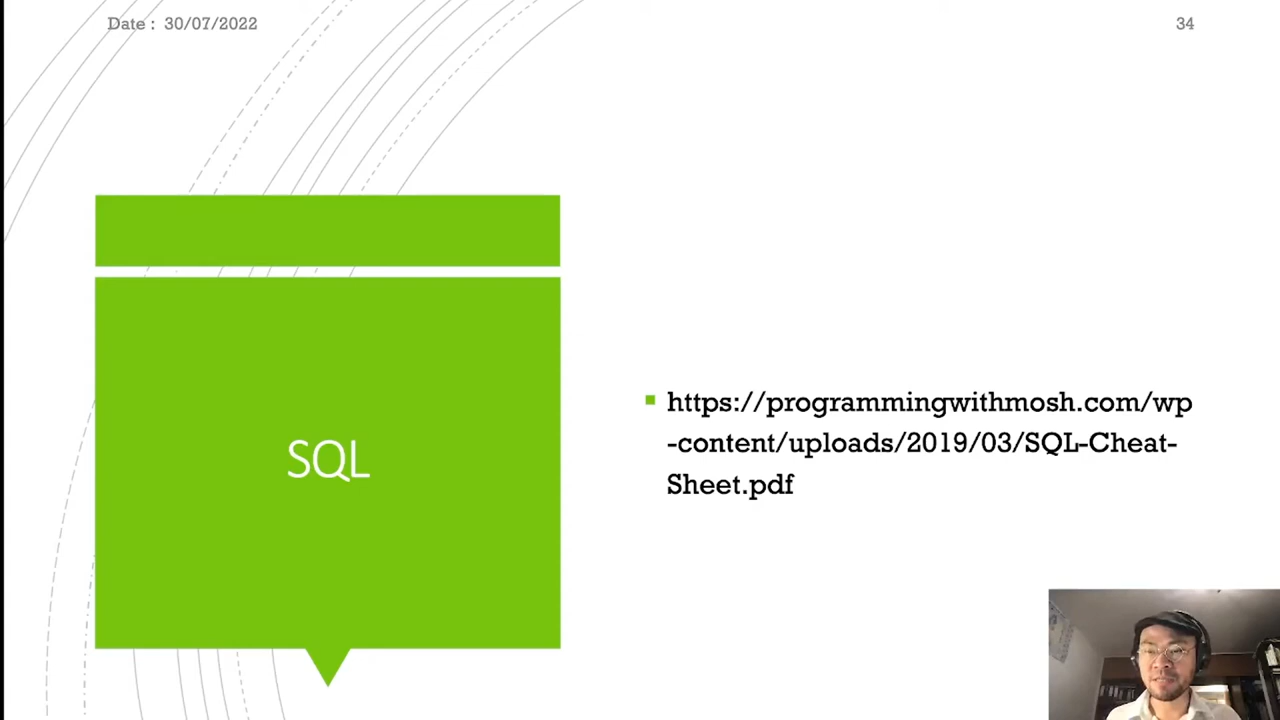 Date : 30/07/2022
34
SQL
https://programmingwithmosh.com/wp
-content/uploads/2019/03/SQL-Cheat-
Sheet.pdf